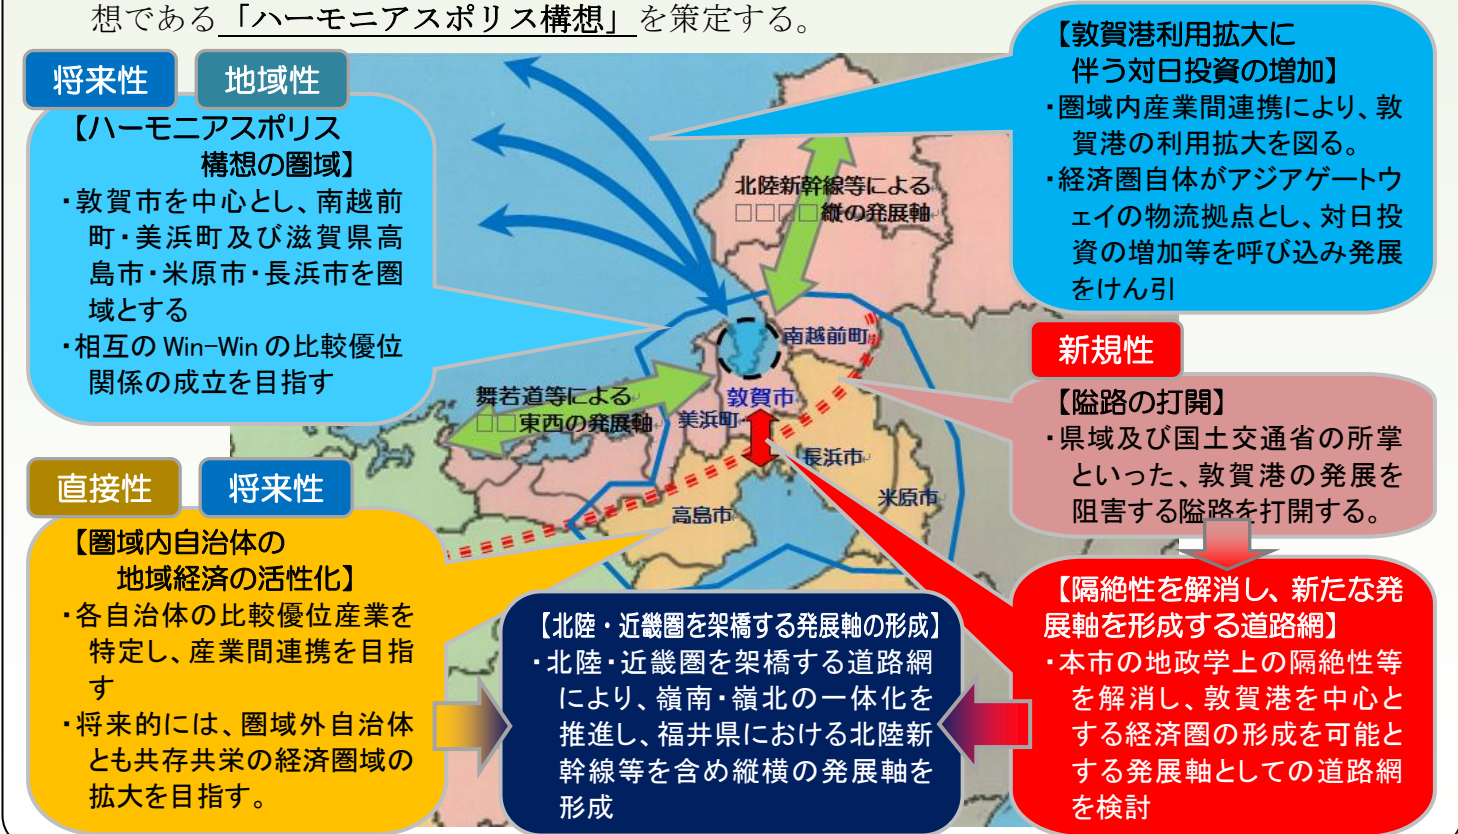 想である「ハーモニアスポリス構想」を策定する。
将来性
地域性
【ハーモニアスポリス
構想の圏域】
・敦賀市を中心とし、南越前
町・美浜町及び滋賀県高
島市・米原市・長浜市を圏
域とする
・相互の Win-Win の比較優位
関係の成立を目指す
【敦賀港利用拡大に
伴う対日投資の増加】
・圏域内産業間連携により、敦
賀港の利用拡大を図る。
・経済圏自体がアジアゲートウ
ェイの物流拠点とし、対日投
資の増加等を呼び込み発展
をけん引
北陸新幹線等による
□□□□縦の発展軸
南越前町
舞若道等による
□□東西の発展軸
敦賀市
美浜町
長浜市
米原市
高島市
新規性
【隘路の打開】
・県域及び国土交通省の所掌
といった、敦賀港の発展を
阻害する隘路を打開する。
直接性
将来性
【圏域内自治体の
地域経済の活性化】
・各自治体の比較優位産業を
特定し、産業間連携を目指
す
・将来的には、圏域外自治体
とも共存共栄の経済圏域の
拡大を目指す。
【北陸・近畿圏を架橋する発展軸の形成】
・北陸・近畿圏を架橋する道路網
により、嶺南・嶺北の一体化を
推進し、福井県における北陸新
幹線等を含め縦横の発展軸を
形成
【隔絶性を解消し、新たな発
展軸を形成する道路網】
・本市の地政学上の隔絶性等
を解消し、敦賀港を中心と
する経済圏の形成を可能と
する発展軸としての道路網
を検討